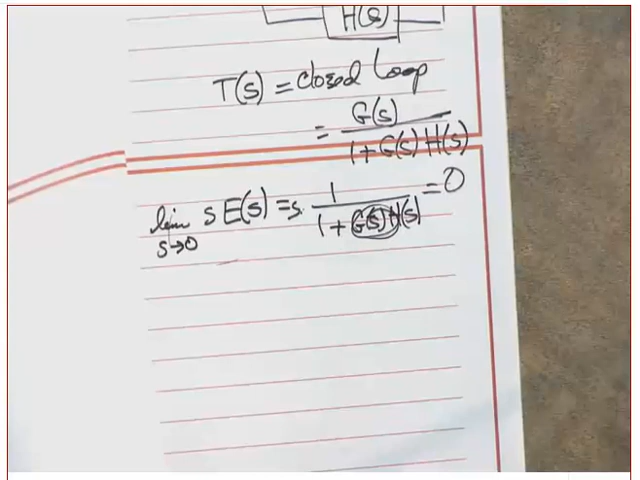 H(s)
T(s) = closed Loop
= G(s) / 1 + G(s) H(s)
lim s→0 s E(s) = s. 1 / 1 + G(s) H(s) = 0